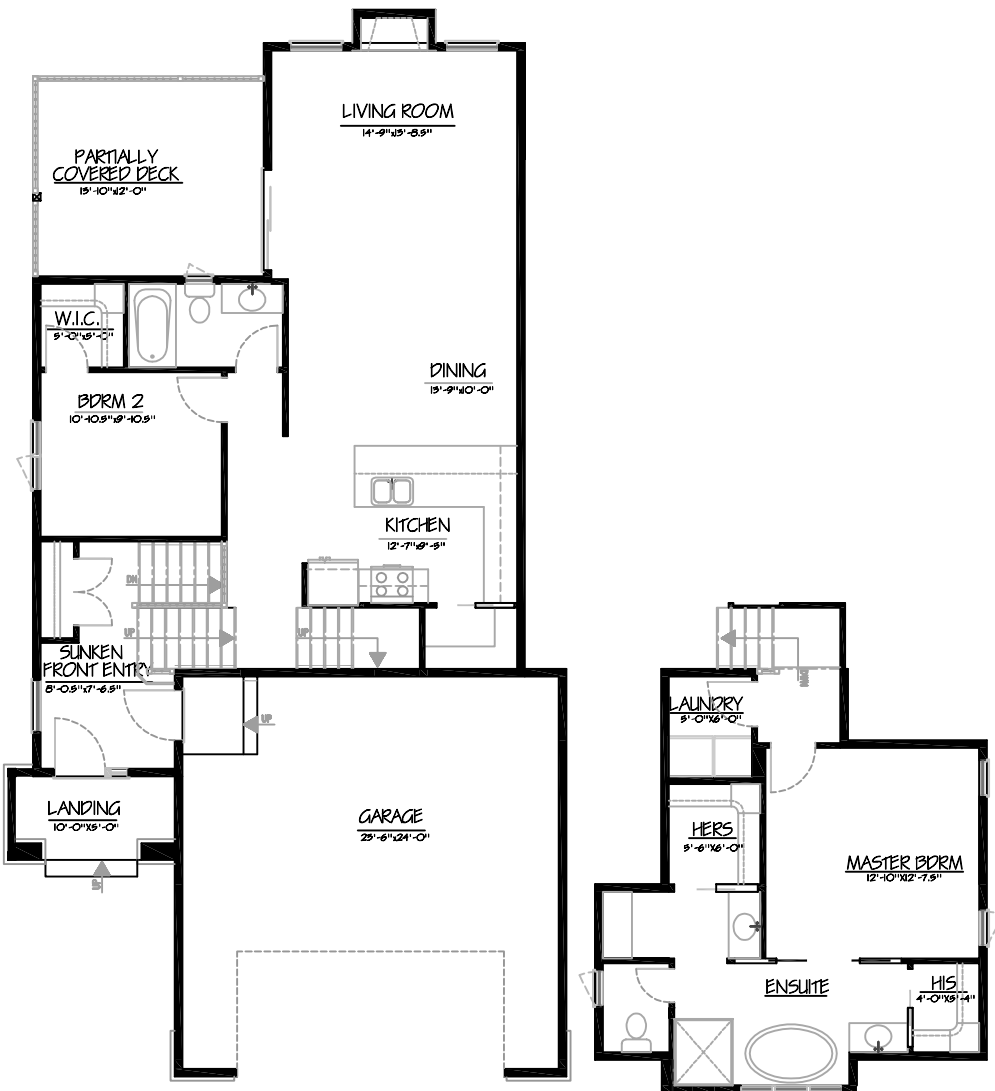 LIVING ROOM
14'-9"x13'-8.5"
PARTIALLY
COVERED DECK
13'-10"x12'-0"
W.I.C.
5'-0"x5'-0"
DINING
13'-9"x10'-0"
BDRM 2
10'-10.5"x9'-10.5"
KITCHEN
12'-7"x9'-5"
DN
UP
UP
SUNKEN
FRONT ENTRY
8'-0.5"x7'-6.5"
UP
LANDING
10'-0"x5'-0"
UP
GARAGE
23'-6"x24'-0"
DWN
LAUNDRY
5'-0"X6'-0"
HERS
5'-6"X6'-0"
MASTER BDRM
12'-10"X12'-7.5"
ENSUITE
HIS
4'-0"X5'-4"